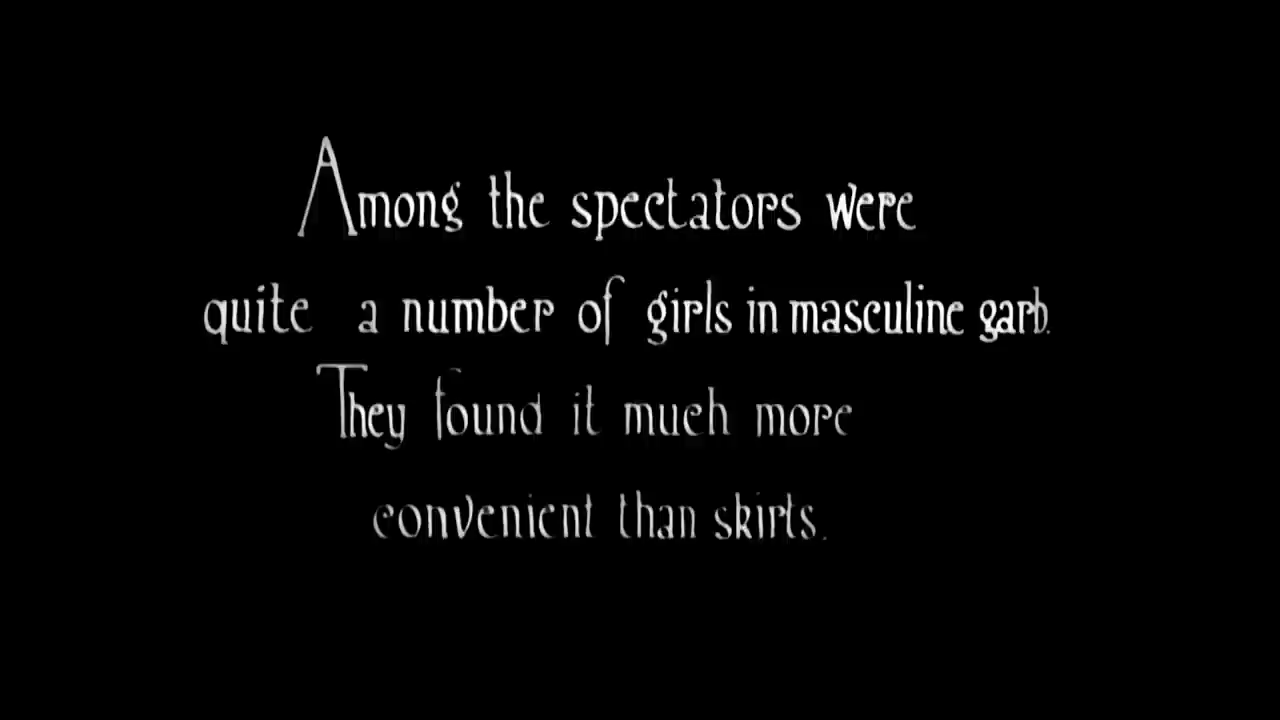 Among the spectators were
quite a number of girls in masculine garb.
They found it much more
convenient than skirts.